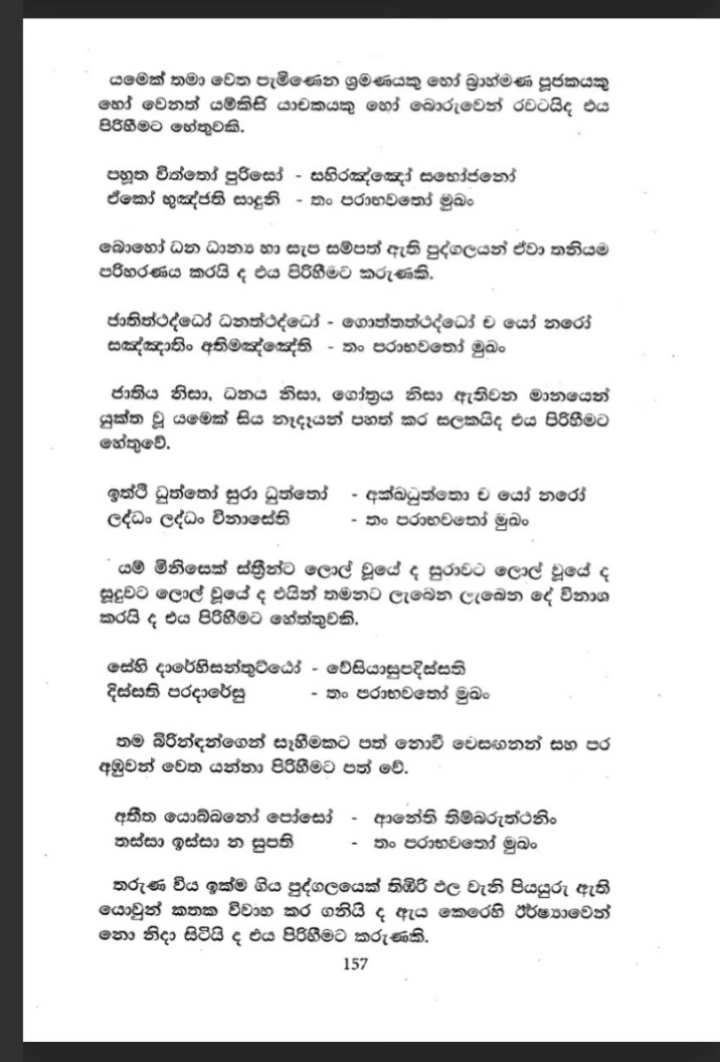 යමෙක් තමා වෙත පැමිණෙන ශ්‍රමණයකු හෝ බ්‍රාහ්මණ පූජකයකු
හෝ වෙනත් යම්කිසි යාචකයකු හෝ බොරුවෙන් රවටයිද එය
පිරිහීමට හේතුවකි.
පහූත විත්තෝ පුරිසෝ - සහිරඤ්ඤෝ සභෝජනෝ
ඒකෝ භුඤ්ජති සාදුනි - තං පරාභවතෝ මුඛං
බොහෝ ධන ධාන්‍ය හා සැප සම්පත් ඇති පුද්ගලයන් ඒවා තනියම
පරිහරණය කරයි ද එය පිරිහීමට කරුණකි.
ජාතිත්ථද්ධෝ ධනත්ථද්ධෝ - ගොත්තත්ථද්ධෝ ච යෝ නරෝ
සඤ්ඤාතිං අතිමඤ්ඤේති - තං පරාභවතෝ මුඛං
ජාතිය නිසා, ධනය නිසා, ගෝත්‍රය නිසා ඇතිවන මානයෙන්
යුක්ත වූ යමෙක් සිය නෑදෑයන් පහත් කර සලකයිද එය පිරිහීමට
හේතුවේ.
ඉත්ථි ධුත්තෝ සුරා ධුත්තෝ - අක්ඛධුත්තො ච යෝ නරෝ
ලද්ධං ලද්ධං විනාසේති - තං පරාභවතෝ මුඛං
යම් මිනිසෙක් ස්ත්‍රීන්ට ලොල් වූයේ ද සුරාවට ලොල් වූයේ ද
සූදුවට ලොල් වූයේ ද එයින් තමනට ලැබෙන ලැබෙන දේ විනාශ
කරයි ද එය පිරිහීමට හේත්තුවකි.
සේහි දාරේහිසන්තුට්ඨෝ - වේසියාසුපදිස්සති
දිස්සති පරදාරේසු - තං පරාභවතෝ මුඛං
තම බිරින්දන්ගෙන් සෑහීමකට පත් නොවී වෙසඟනන් සහ පර
අඹුවන් වෙත යන්නා පිරිහීමට පත් වේ.
අතීත යොබ්බනෝ පෝසෝ - ආනේති තිම්බරුත්ථනිං
තස්සා ඉස්සා න සුපති - තං පරාභවතෝ මුඛං
තරුණ විය ඉක්ම ගිය පුද්ගලයෙක් තිඹිරි ඵල වැනි පියයුරු ඇති
යොවුන් කතක විවාහ කර ගනියි ද ඇය කෙරෙහි ඊර්ෂ්‍යාවෙන්
නො නිදා සිටියි ද එය පිරිහීමට කරුණකි.
157